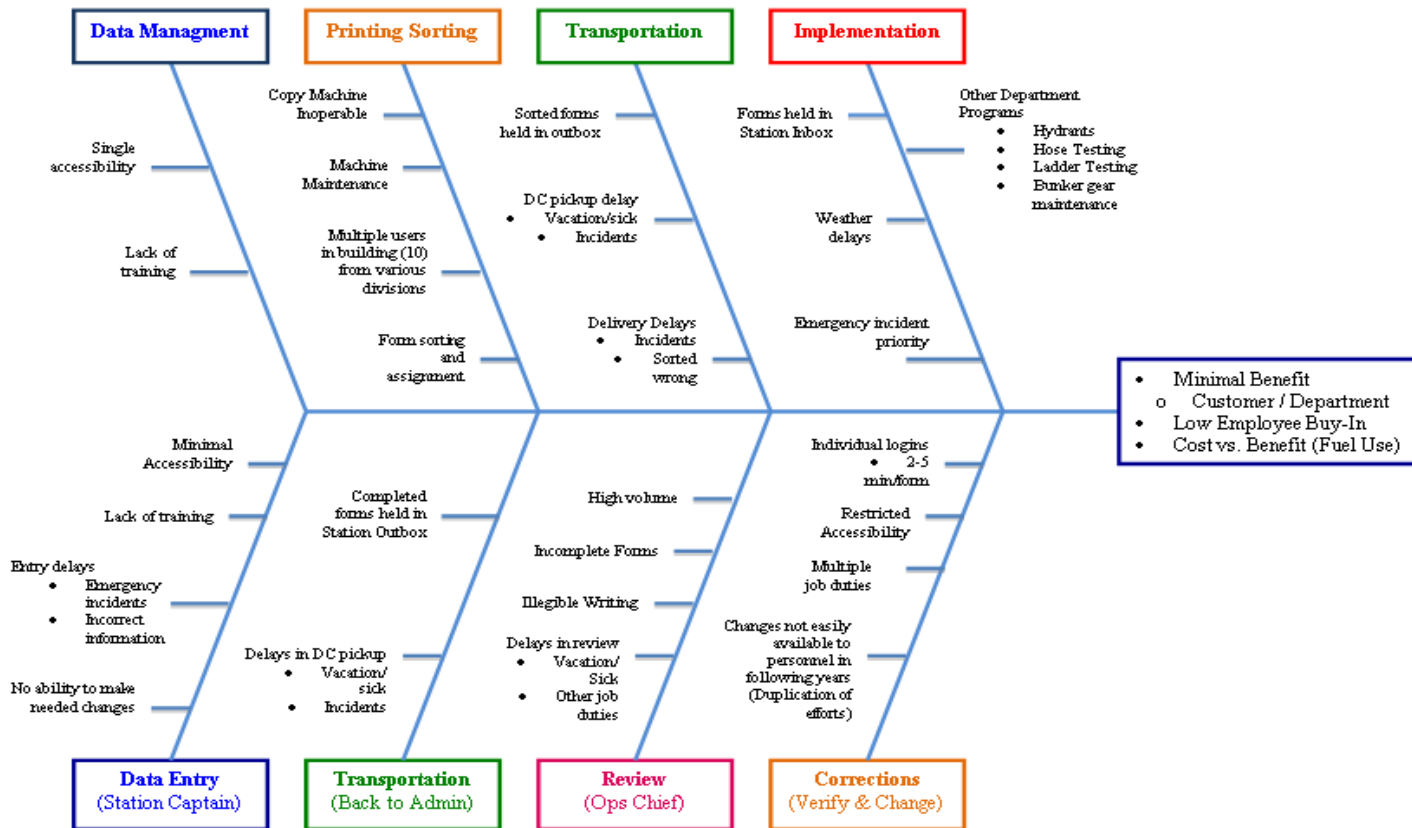 Data Managment
Printing Sorting
Transportation
Implementation
Single
accessibility
Lack of
training
Copy Machine
Inoperable
Machine
Maintenance
Multiple users
in building (10)
from various
divisions
Form sorting
and
assignment
Sorted forms
held in outbox
DC pickup delay
• Vacation/sick
• Incidents
Delivery Delays
• Incidents
• Sorted
wrong
Forms held in
Station Inbox
Weather
delays
Emergency incident
priority
Other Department
Programs
• Hydrants
• Hose Testing
• Ladder Testing
• Bunker gear
maintenance
• Minimal Benefit
o Customer / Department
• Low Employee Buy-In
• Cost vs. Benefit (Fuel Use)
Minimal
Accessibility
Lack of training
Entry delays
• Emergency
incidents
• Incorrect
information
No ability to make
needed changes
Completed
forms held in
Station Outbox
Delays in DC pickup
• Vacation/
sick
• Incidents
High volume
Incomplete Forms
Illegible Writing
Delays in review
• Vacation/
Sick
• Other job
duties
Individual logins
• 2-5
min/form
Restricted
Accessibility
Multiple
job duties
Changes not easily
available to
personnel in
following years
(Duplication of
efforts)
Data Entry
(Station Captain)
Transportation
(Back to Admin)
Review
(Ops Chief)
Corrections
(Verify & Change)